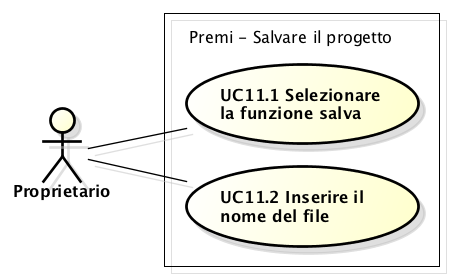 Premi - Salvare il progetto
UC11.1 Selezionare
la funzione salva
Proprietario
UC11.2 Inserire il
nome del file